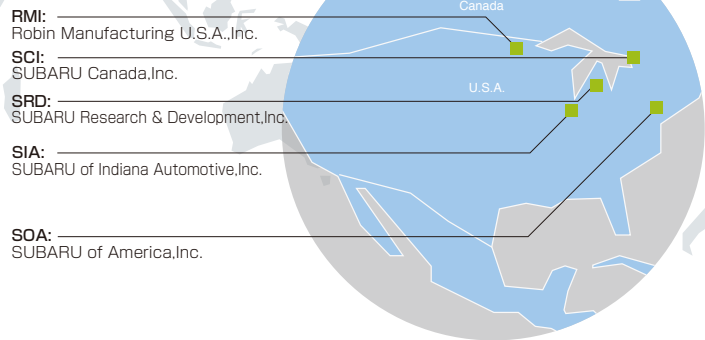 Canada
RMI:
Robin Manufacturing U.S.A.,Inc.
SCI:
SUBARU Canada,Inc.
U.S.A.
SRD:
SUBARU Research & Development,Inc.
SIA:
SUBARU of Indiana Automotive,Inc.
SOA:
SUBARU of America,Inc.